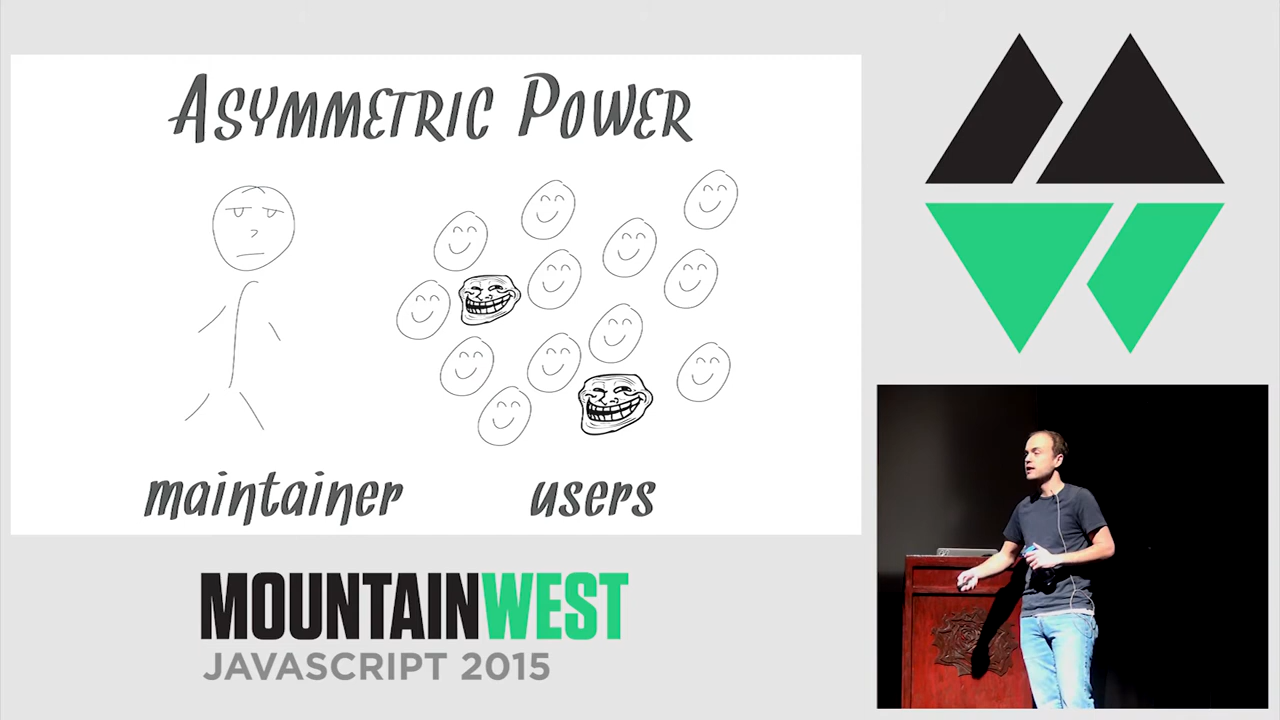 ASYMMETRIC POWER
maintainer
users
MOUNTAINWEST
JAVASCRIPT 2015